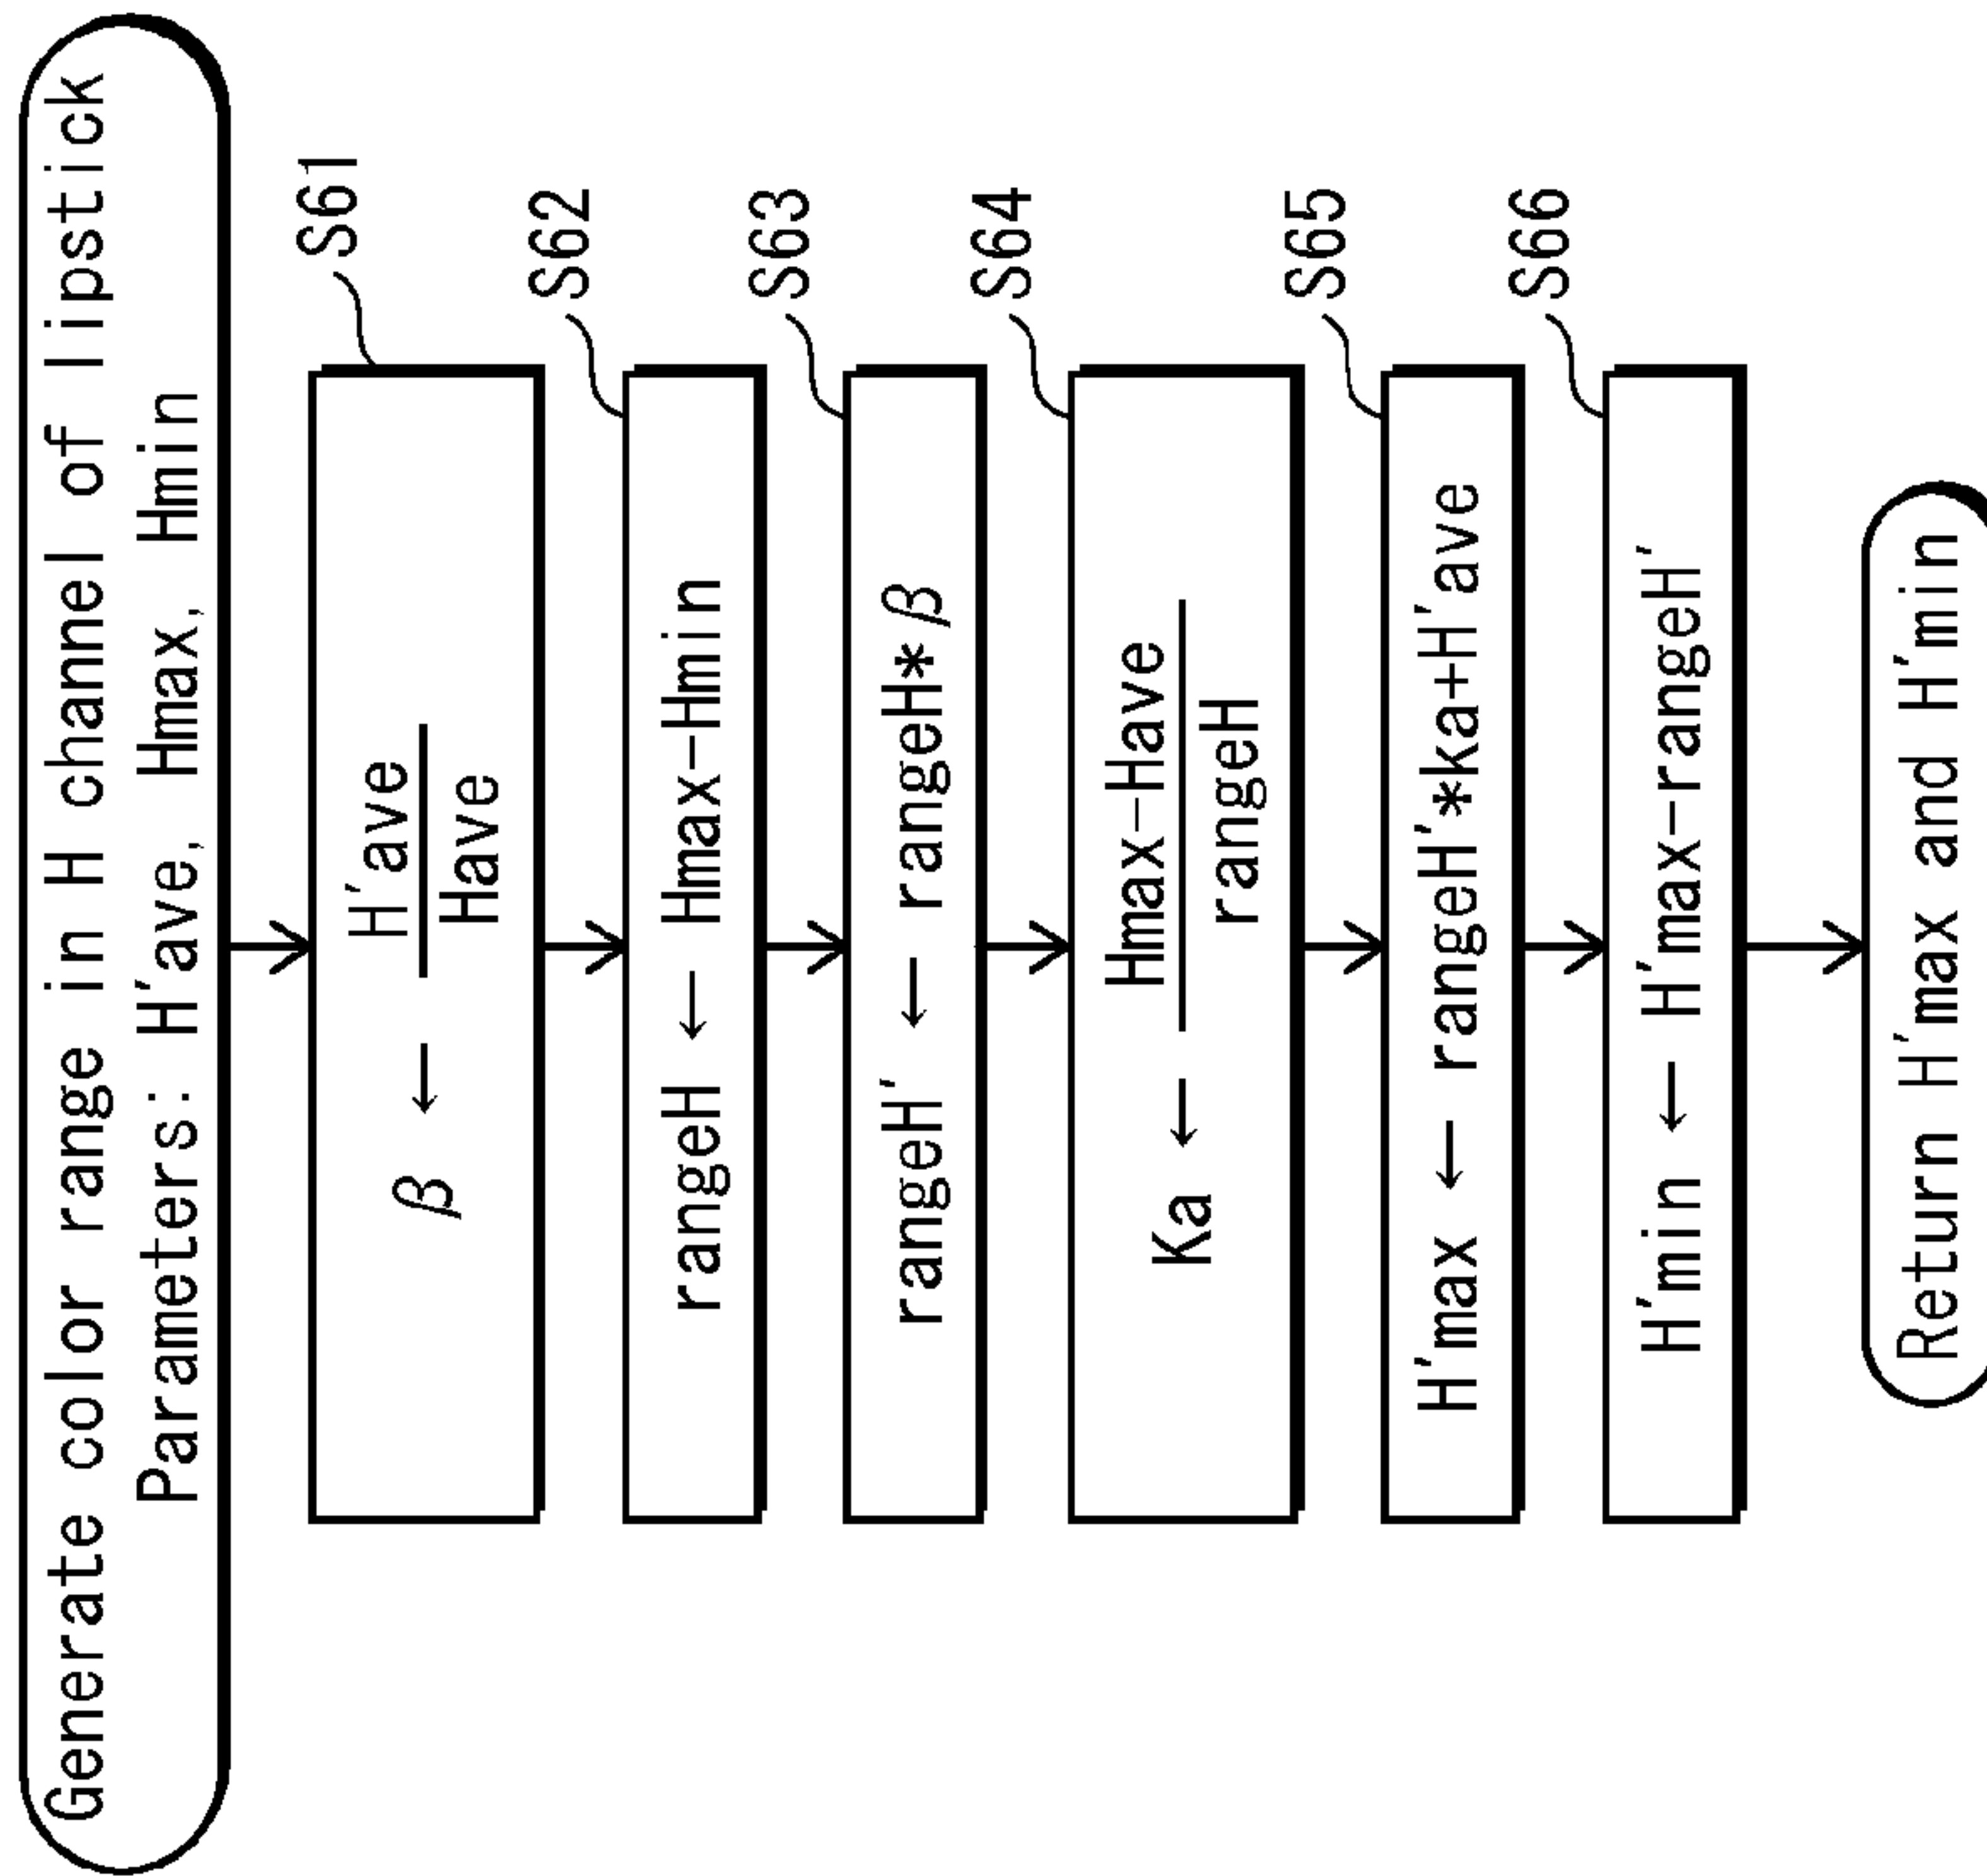 Generate color range in H channel of lipstick
Parameters: H'ave, Hmax, Hmin
S61
β ← H'ave
Have
S62
rangeH ← Hmax-Hmin
S63
rangeH' ← rangeH*β
S64
Ka ← Hmax-Have
rangeH
S65
H'max ← rangeH'*ka+H'ave
S66
H'min ← H'max-rangeH'
Return H'max and H'min